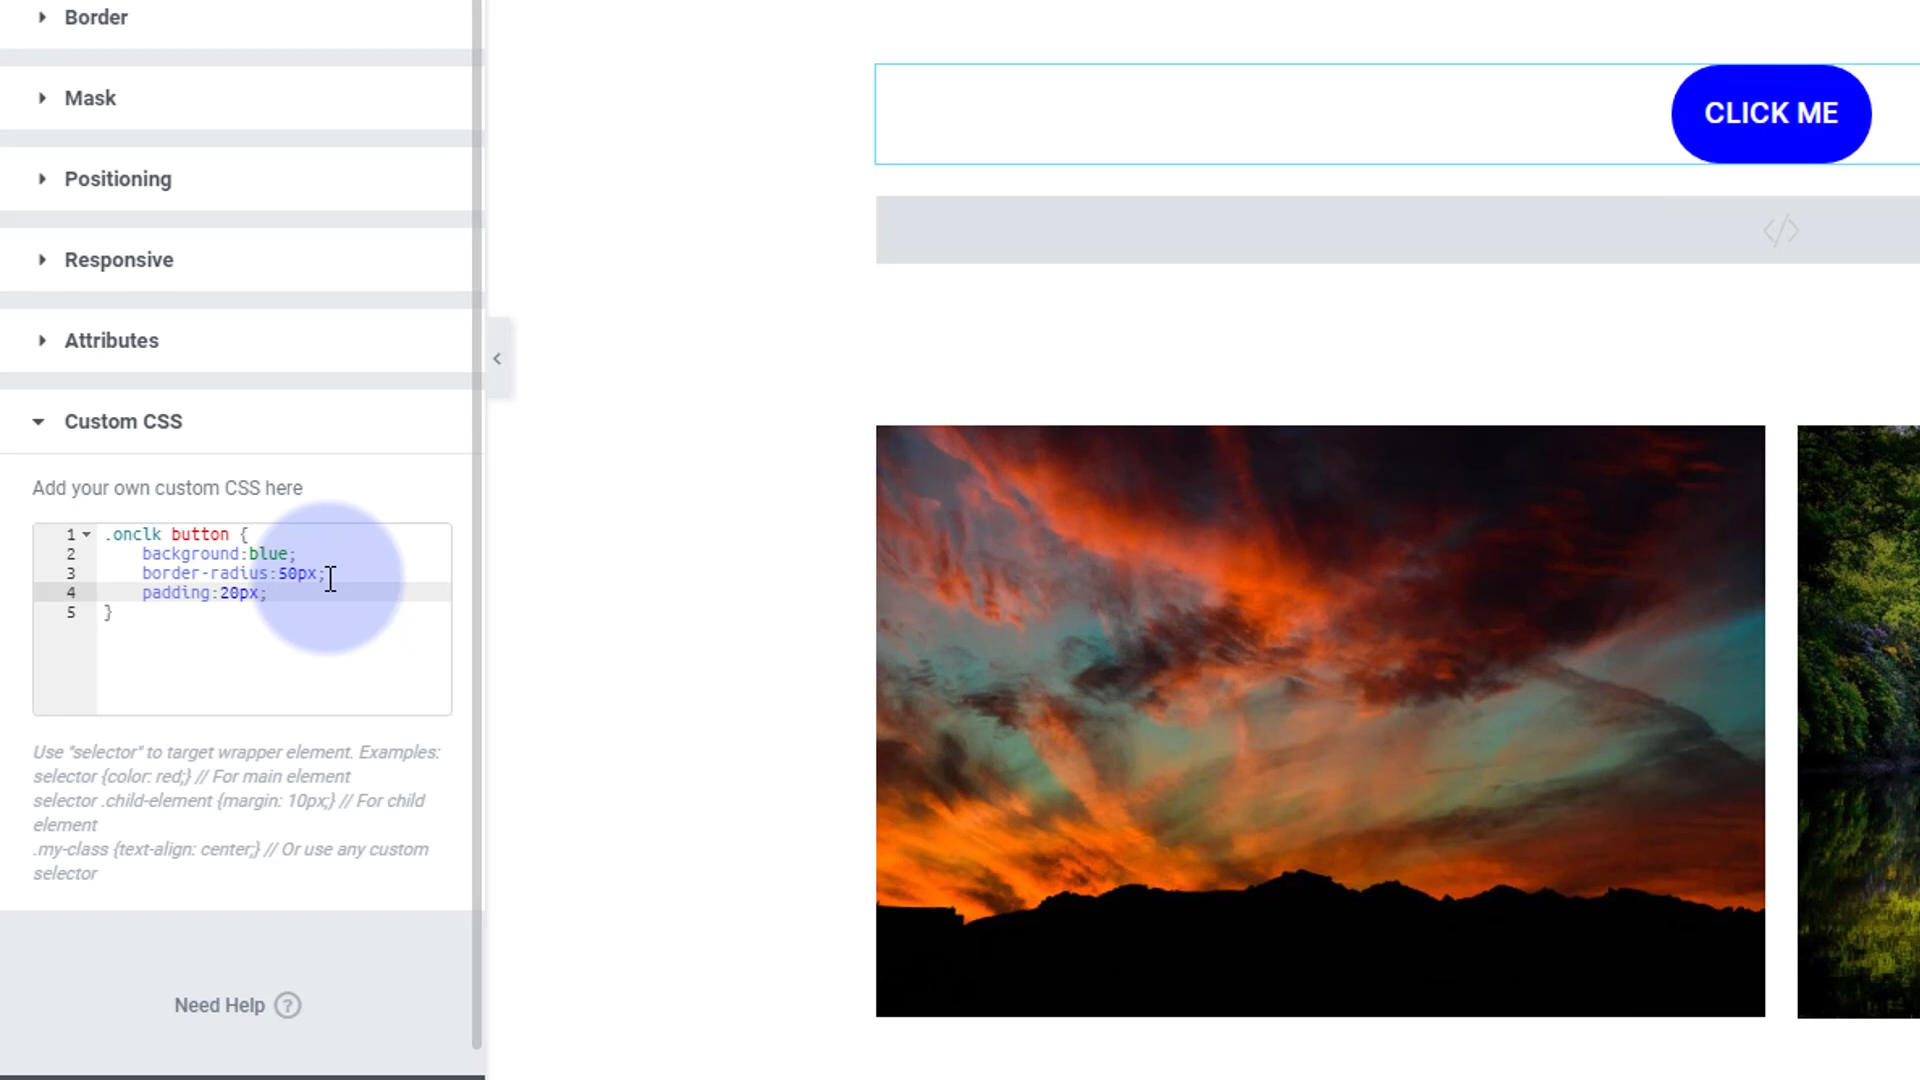 Border
Mask
Positioning
Responsive
Attributes
Custom CSS
Add your own custom CSS here
1 .onclk button {
2 background:blue;
3 border-radius:50px;
4 padding:20px;
5 }
Use "selector" to target wrapper element. Examples:
selector {color: red;} // For main element
selector .child-element {margin: 10px;} // For child
element
.my-class {text-align: center;} // Or use any custom
selector
Need Help ?
CLICK ME